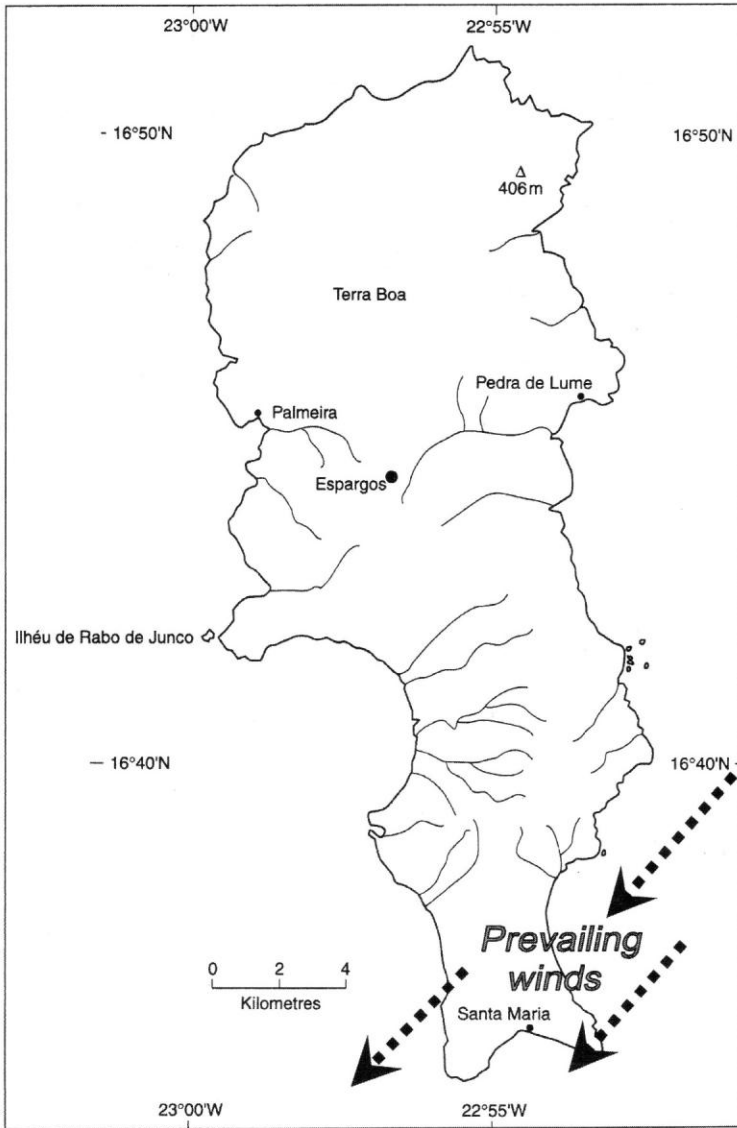 23°00'W
22°55'W
- 16°50'N
16°50'N
Δ
406m
Terra Boa
Pedra de Lume
Palmeira
Espargos
Ilhéu de Rabo de Junco
— 16°40'N
16°40'N -
Prevailing
winds
0 2 4
Kilometres
Santa Maria
23°00'W
22°55'W